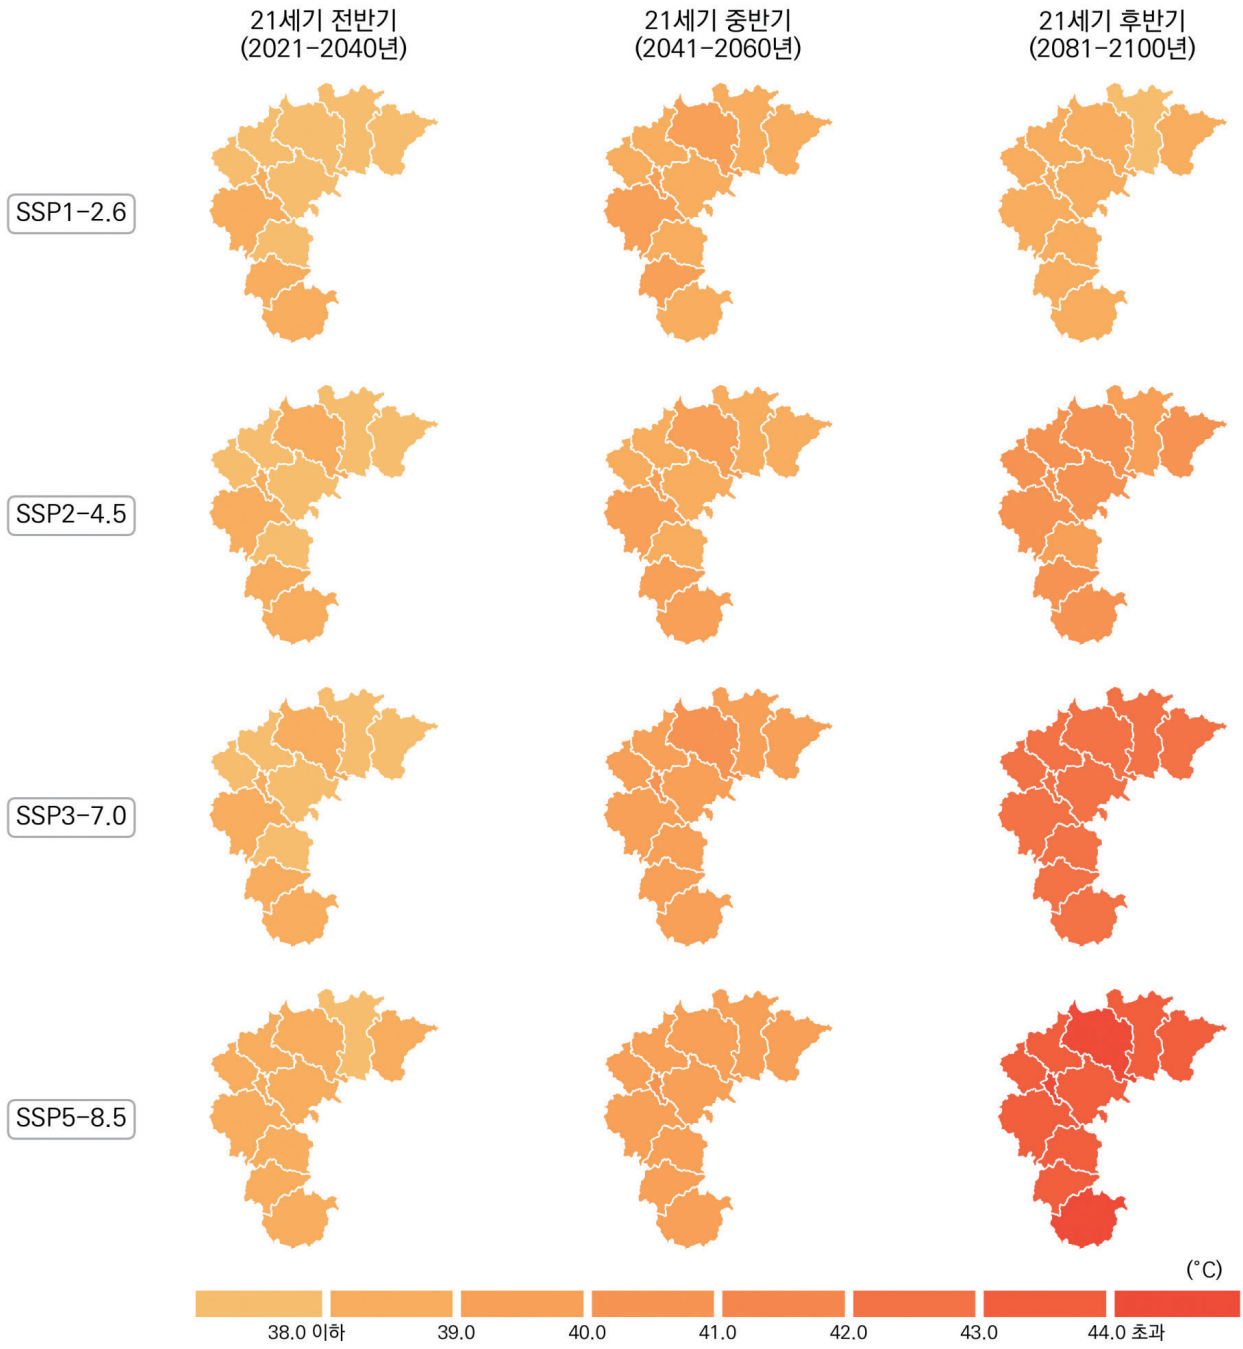 21세기 전반기
(2021-2040년)
21세기 중반기
(2041-2060년)
21세기 후반기
(2081-2100년)
SSP1-2.6
SSP2-4.5
SSP3-7.0
SSP5-8.5
(°C)
38.0 이하
39.0
40.0
41.0
42.0
43.0
44.0 초과